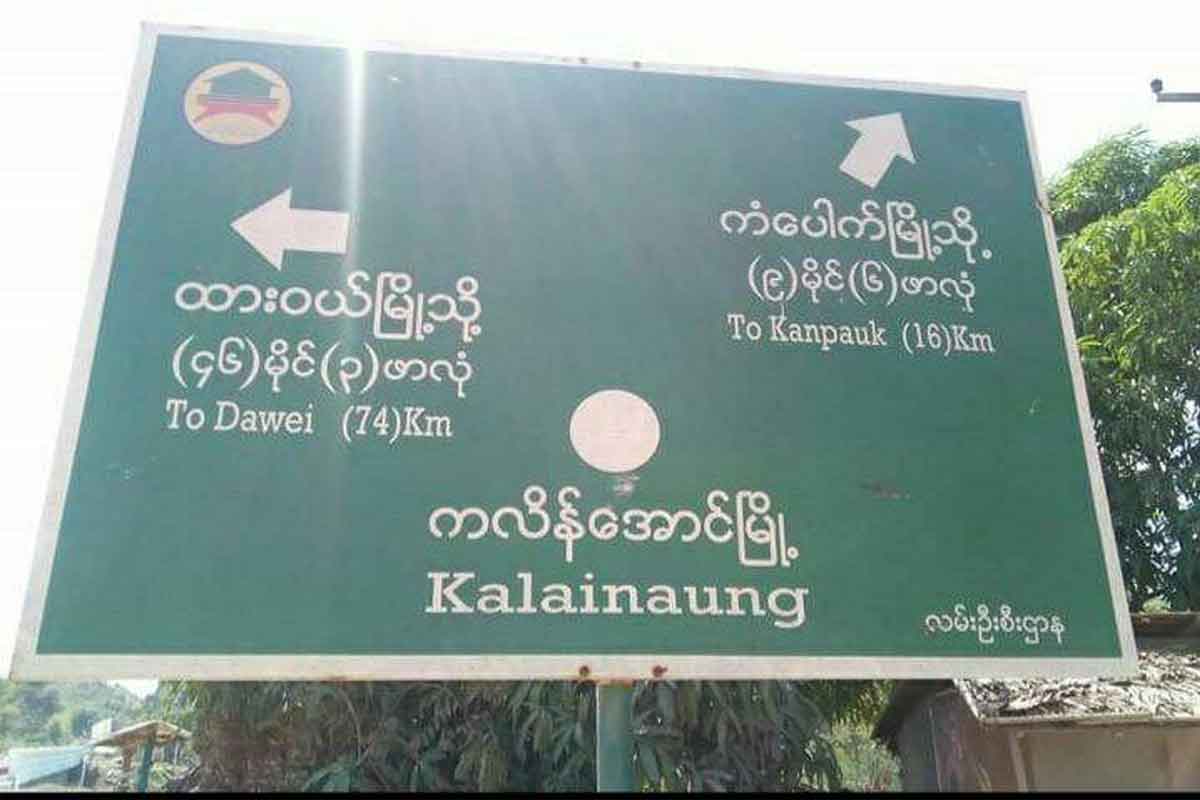 ထားဝယ်မြို့သို့
(၄၆)မိုင်(၃)ဖာလုံ
To Dawei (74)Km
ကံပေါက်မြို့သို့
(၉)မိုင်(၆)ဖာလုံ
To Kanpauk (16)Km
ကလိန်အောင်မြို့
Kalainaung
လမ်းဦးစီးဌာန